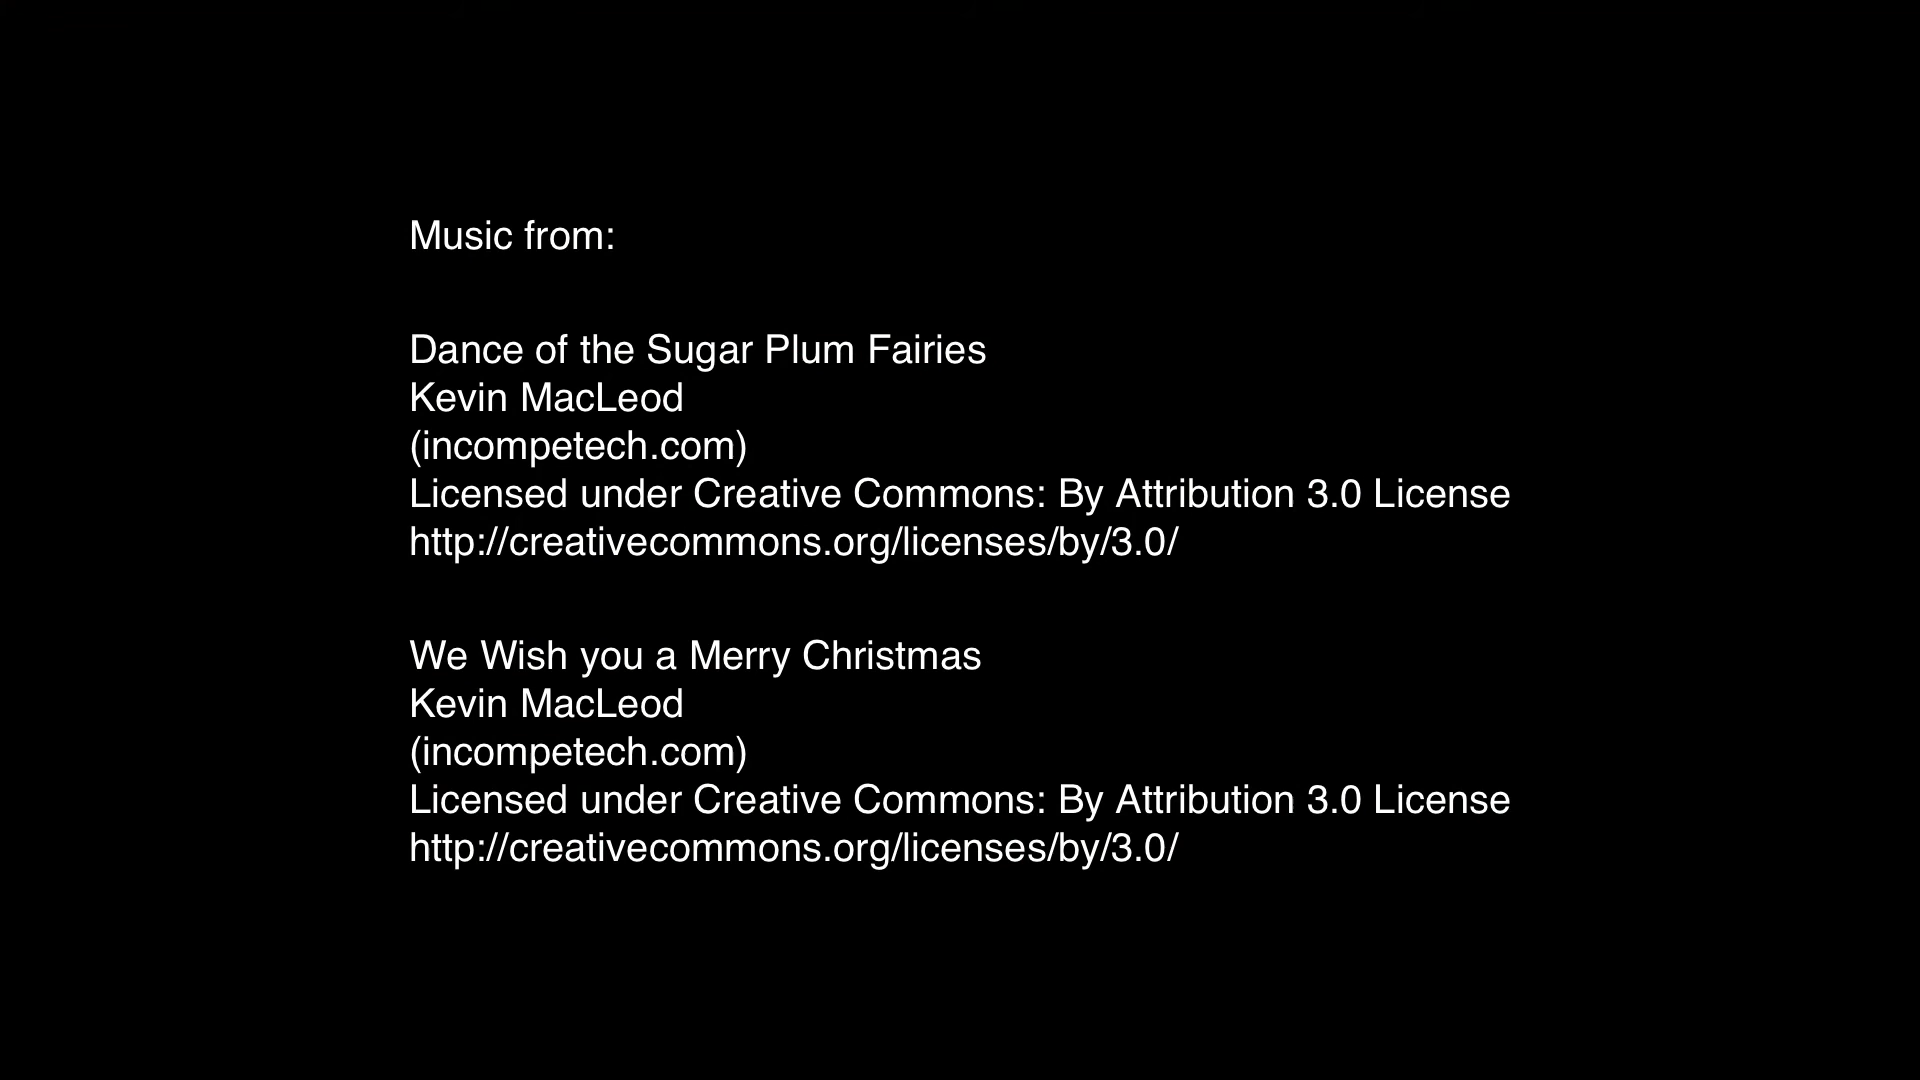 Music from:
Dance of the Sugar Plum Fairies
Kevin MacLeod
(incompetech.com)
Licensed under Creative Commons: By Attribution 3.0 License
http://creativecommons.org/licenses/by/3.0/
We Wish you a Merry Christmas
Kevin MacLeod
(incompetech.com)
Licensed under Creative Commons: By Attribution 3.0 License
http://creativecommons.org/licenses/by/3.0/